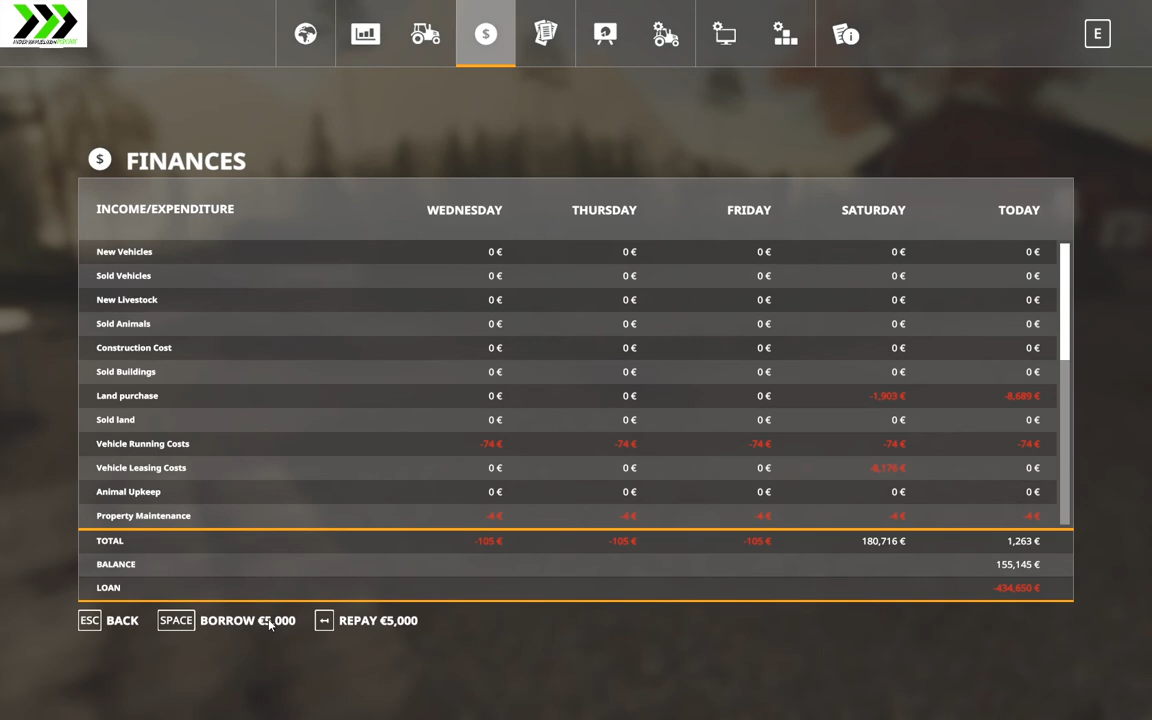 E
$ FINANCES
INCOME/EXPENDITURE WEDNESDAY THURSDAY FRIDAY SATURDAY TODAY
New Vehicles 0 € 0 € 0 € 0 € 0 €
Sold Vehicles 0 € 0 € 0 € 0 € 0 €
New Livestock 0 € 0 € 0 € 0 € 0 €
Sold Animals 0 € 0 € 0 € 0 € 0 €
Construction Cost 0 € 0 € 0 € 0 € 0 €
Sold Buildings 0 € 0 € 0 € 0 € 0 €
Land purchase 0 € 0 € 0 € -1,903 € -8,689 €
Sold land 0 € 0 € 0 € 0 € 0 €
Vehicle Running Costs -74 € -74 € -74 € -74 € -74 €
Vehicle Leasing Costs 0 € 0 € 0 € 0 €
Animal Upkeep 0 € 0 € 0 € 0 € 0 €
Property Maintenance -4 € -4 € -4 € -4 € -4 €
TOTAL -105 € -105 € -105 € 180,716 € 1,263 €
BALANCE 155,145 €
LOAN -434,650 €
ESC BACK SPACE BORROW €5,000 REPAY €5,000